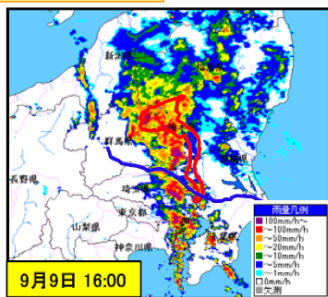 新潟県
群馬県
長野県
埼玉県
東京都
山梨県
神奈川県
9月9日 16:00
雨量凡例
100mm/h~
~100mm/h
~50mm/h
~20mm/h
~10mm/h
~5mm/h
~1mm/h
0mm/h
欠測